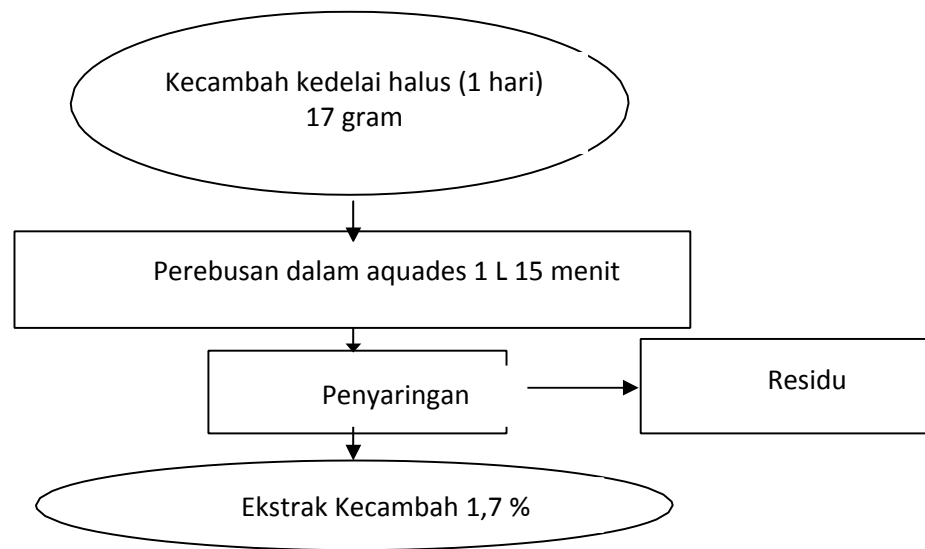 Kecambah kedelai halus (1 hari)
17 gram
Perebusan dalam aquades 1 L 15 menit
Penyaringan
Residu
Ekstrak Kecambah 1,7 %